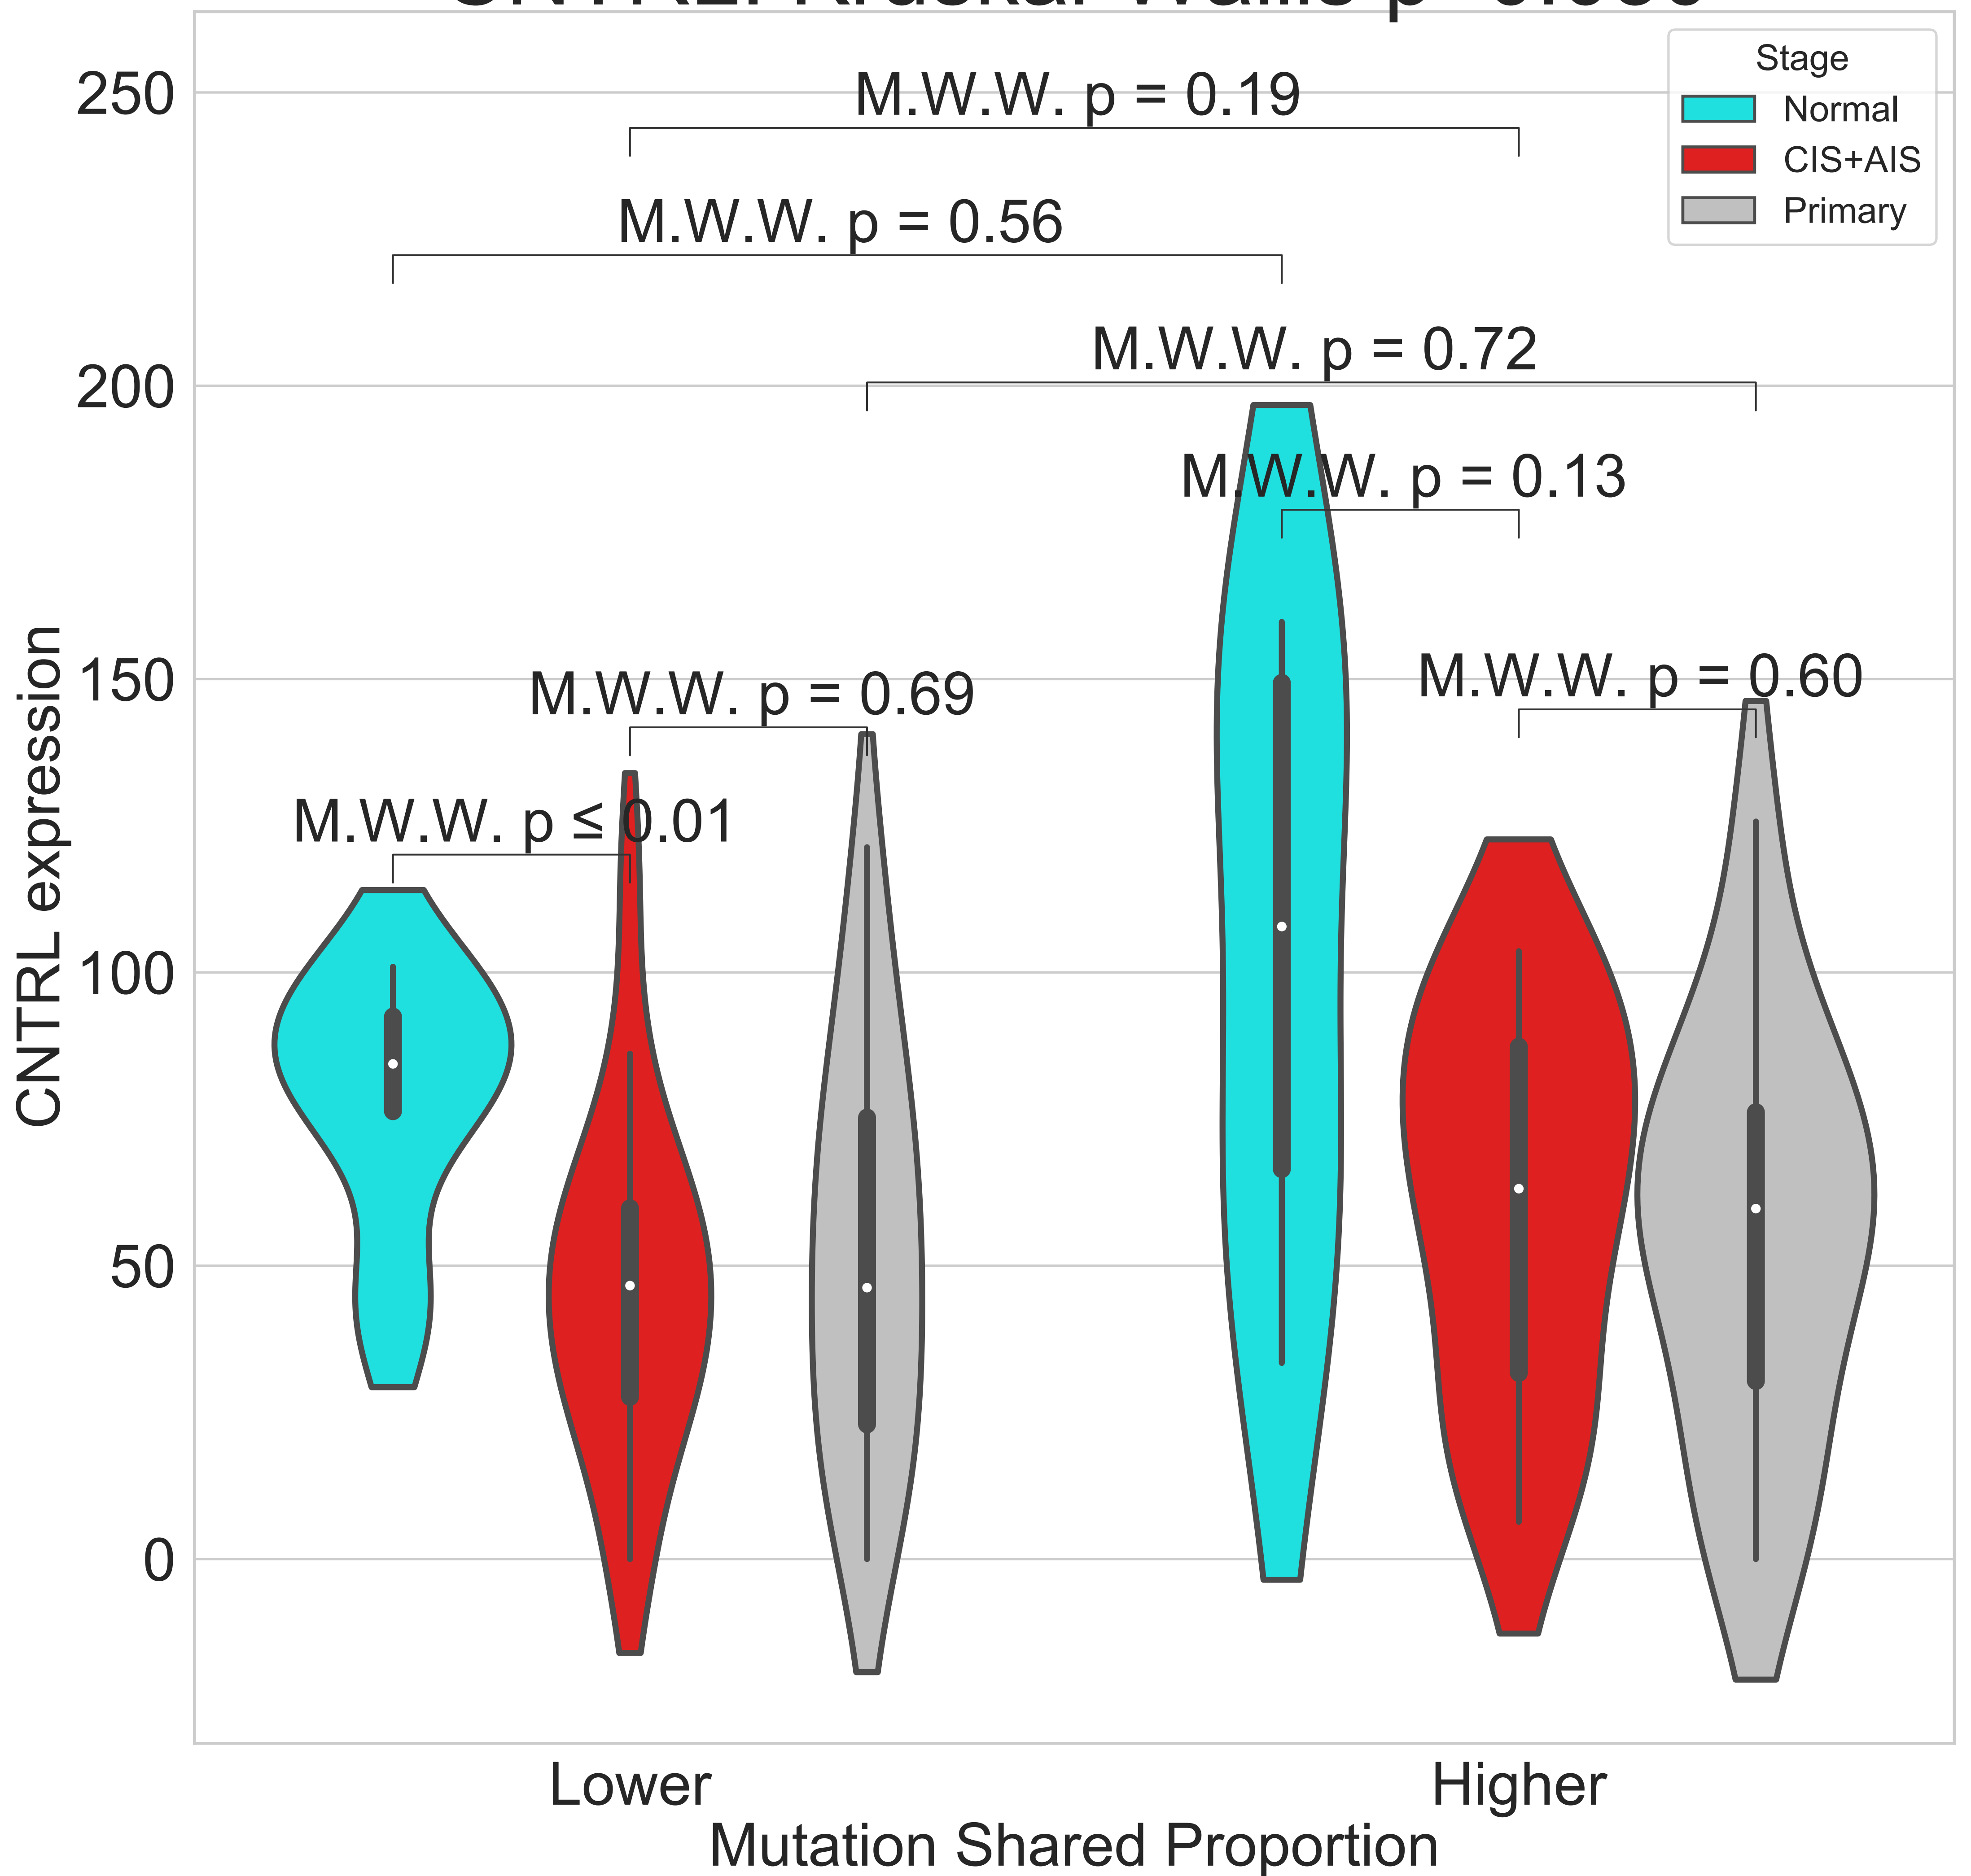 Stage
Normal
CIS+AIS
Primary
250
200
150
100
50
0
CNTRL expression
M.W.W. p = 0.19
M.W.W. p = 0.56
M.W.W. p = 0.72
M.W.W. p = 0.13
M.W.W. p = 0.69
M.W.W. p = 0.60
M.W.W. p ≤ 0.01
Lower
Higher
Mutation Shared Proportion